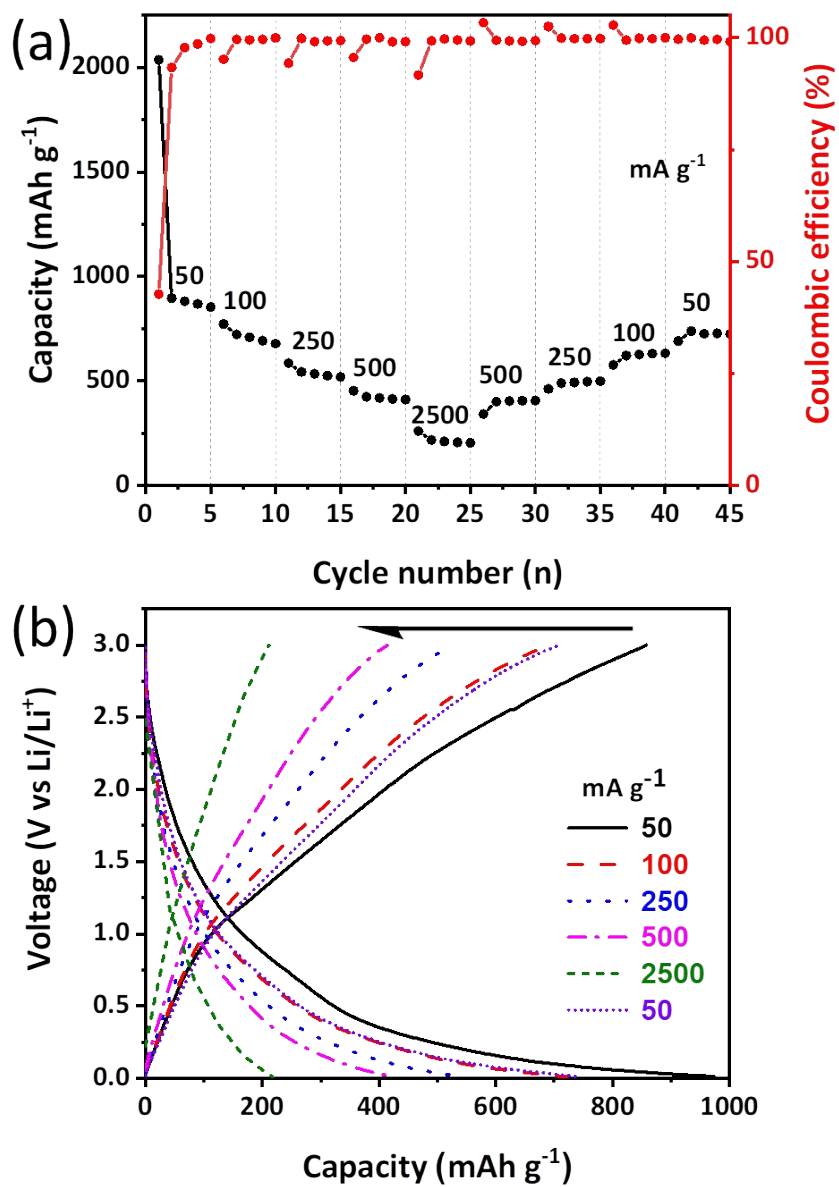 (a)
Capacity (mAh g⁻¹)
2000
1500
1000
500
0
50
100
250
500
2500
500
250
100
50
mA g⁻¹
100
50
0
Coulombic efficiency (%)
0 5 10 15 20 25 30 35 40 45
Cycle number (n)
(b)
Voltage (V vs Li/Li⁺)
3.0
2.5
2.0
1.5
1.0
0.5
0.0
mA g⁻¹
50
100
250
500
2500
50
0 200 400 600 800 1000
Capacity (mAh g⁻¹)